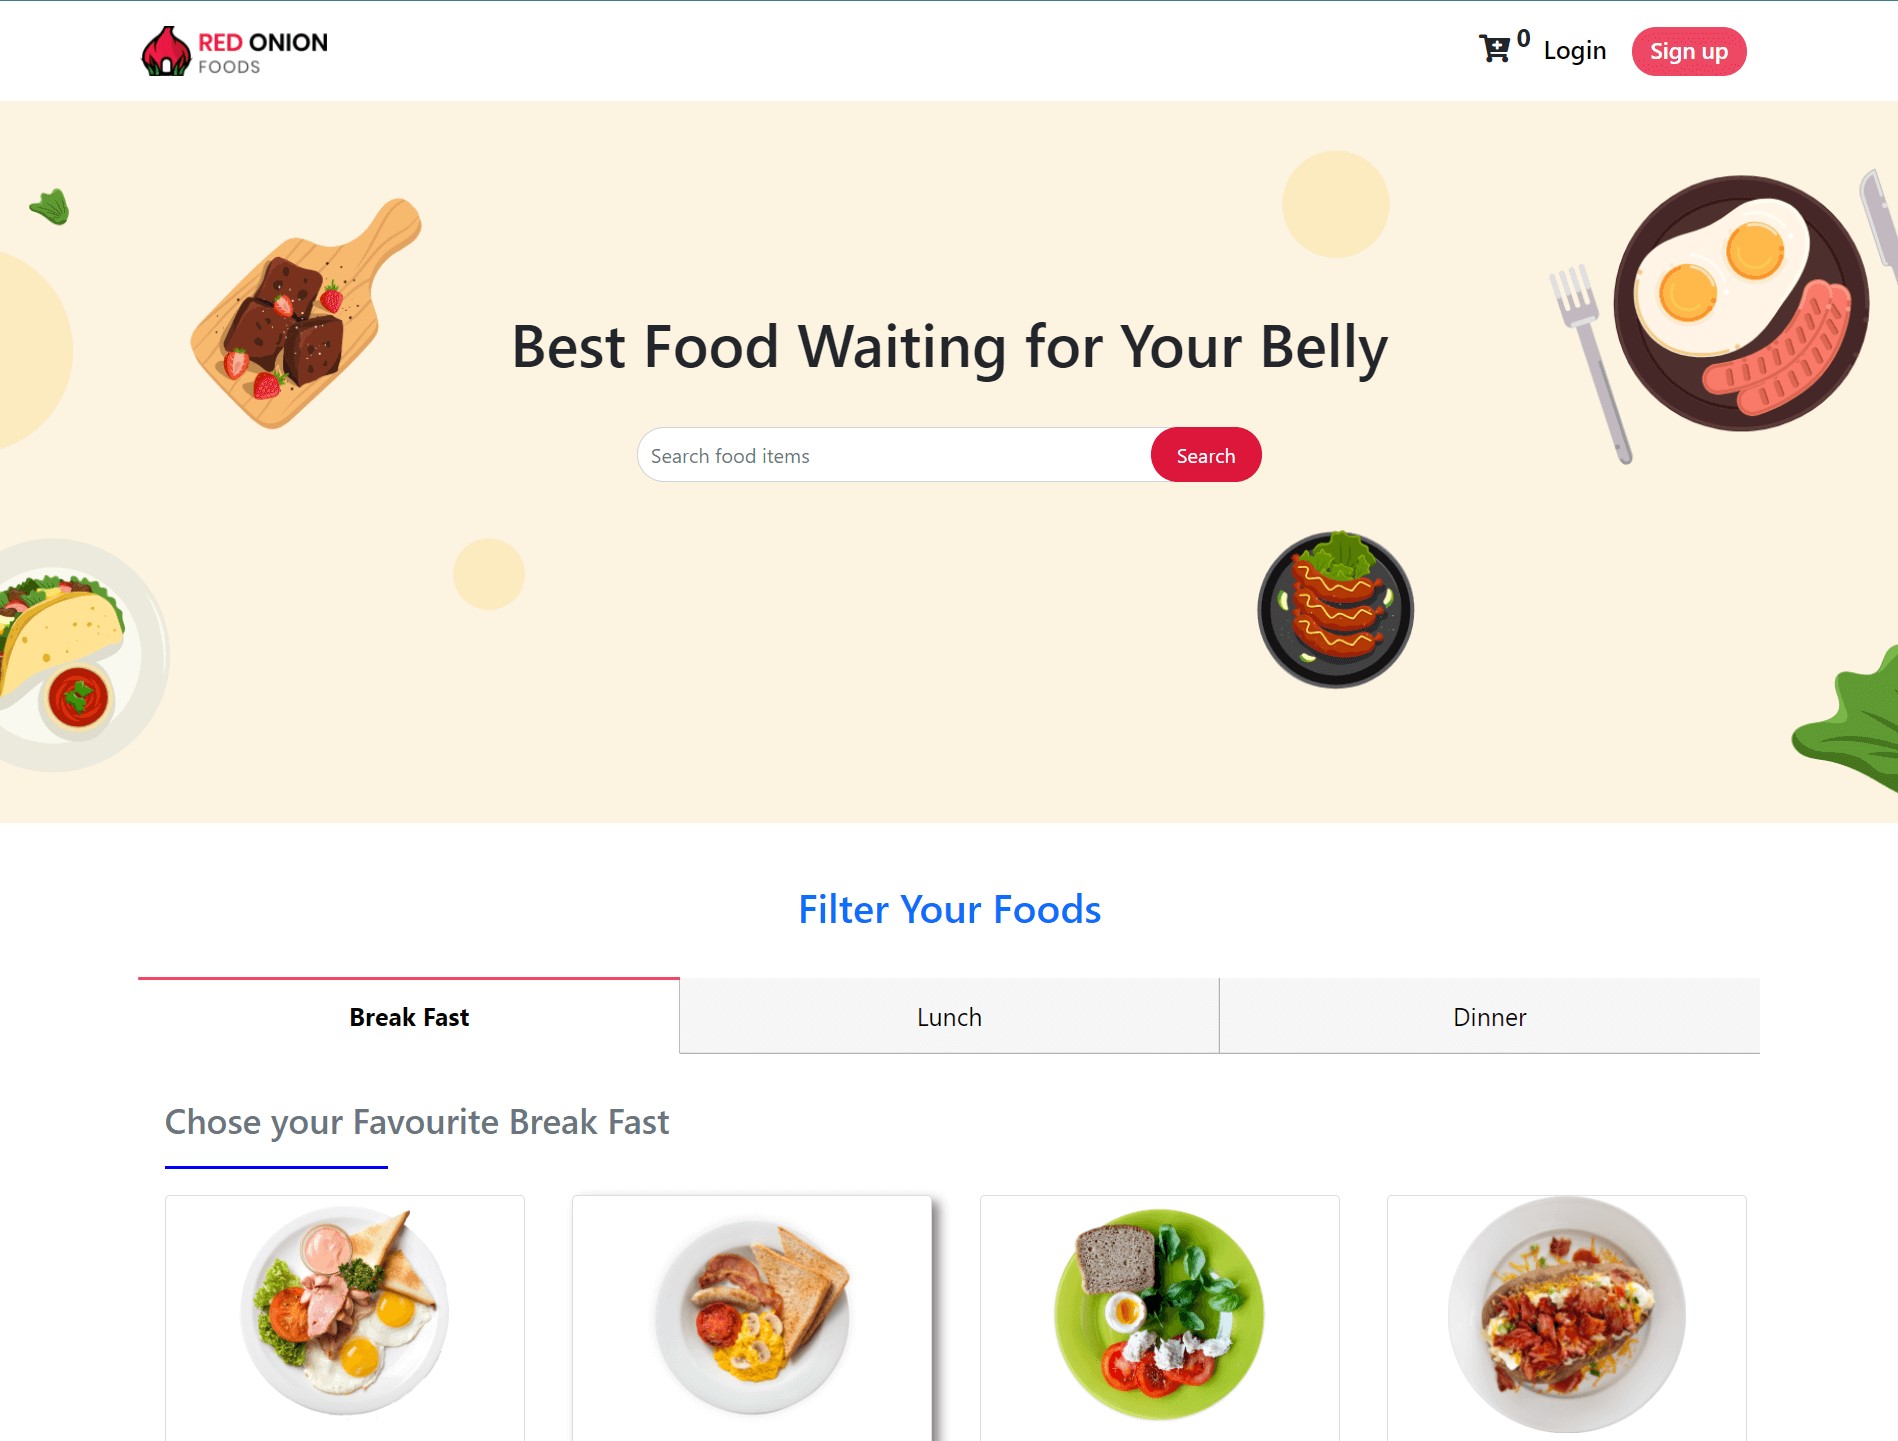 RED ONION
FOODS
0
Login
Sign up
Best Food Waiting for Your Belly
Search food items
Search
Filter Your Foods
Break Fast
Lunch
Dinner
Chose your Favourite Break Fast